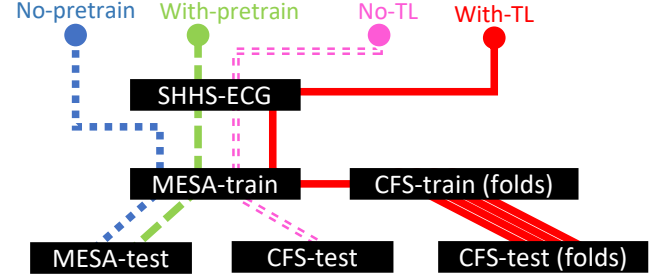 No-pretrain With-pretrain No-TL With-TL
SHHS-ECG
MESA-train CFS-train (folds)
MESA-test CFS-test CFS-test (folds)